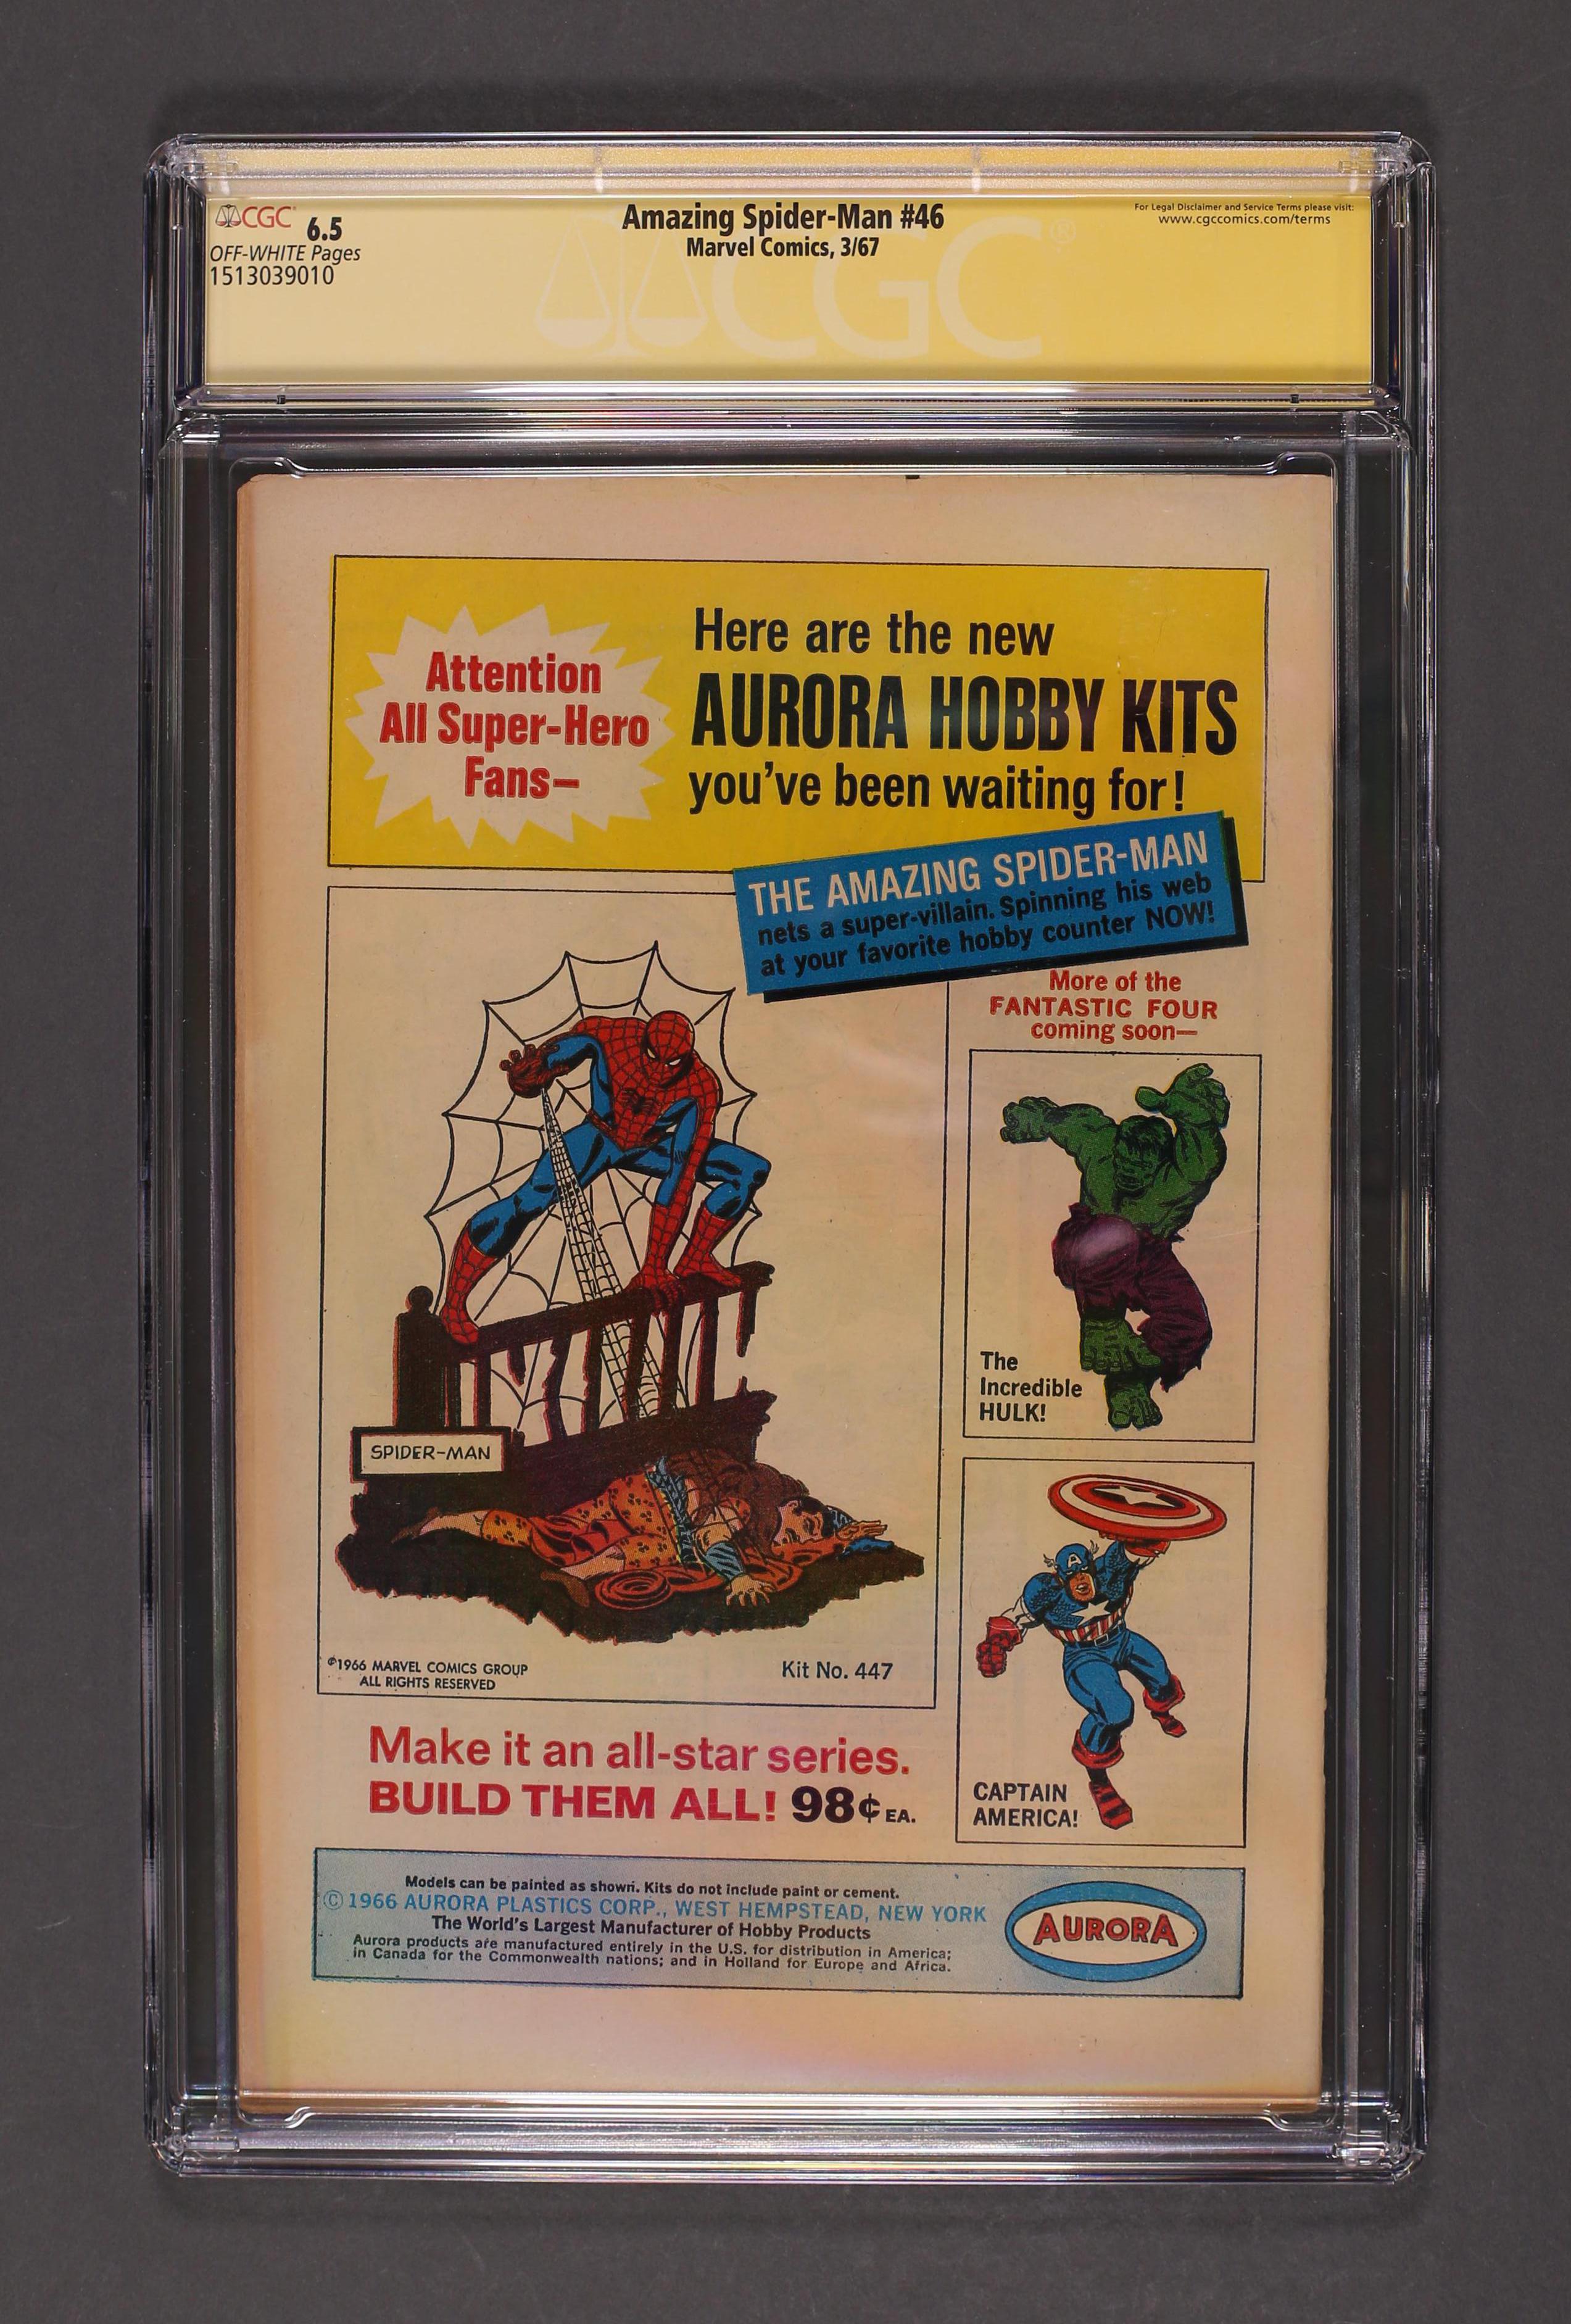 CGC 6.5
OFF-WHITE Pages
1513039010
Amazing Spider-Man #46
Marvel Comics, 3/67
For Legal Disclaimer and Service Terms please visit:
www.cgccomics.com/terms
CGC®
Attention
All Super-Hero
Fans—
Here are the new
AURORA HOBBY KITS
you've been waiting for!
THE AMAZING SPIDER-MAN
nets a super-villain. Spinning his web
at your favorite hobby counter NOW!
More of the
FANTASTIC FOUR
coming soon—
The
Incredible
HULK!
SPIDER-MAN
©1966 MARVEL COMICS GROUP
ALL RIGHTS RESERVED
Kit No. 447
A
CAPTAIN
AMERICA!
Make it an all-star series.
BUILD THEM ALL! 98¢ EA.
Models can be painted as shown. Kits do not include paint or cement.
© 1966 AURORA PLASTICS CORP., WEST HEMPSTEAD, NEW YORK
The World's Largest Manufacturer of Hobby Products
Aurora products are manufactured entirely in the U.S. for distribution in America;
in Canada for the Commonwealth nations; and in Holland for Europe and Africa.
AURORA